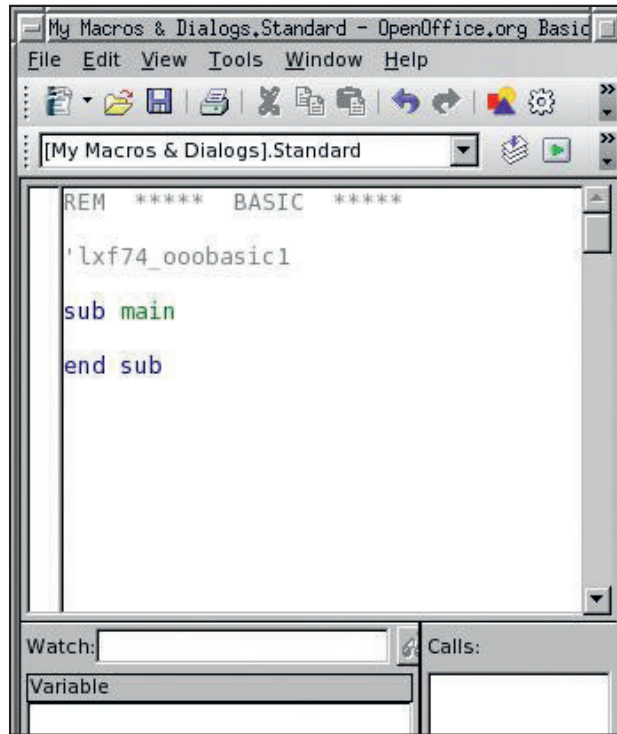 My Macros & Dialogs.Standard - OpenOffice.org Basic
File Edit View Tools Window Help
[My Macros & Dialogs].Standard
REM ***** BASIC *****
'lxf74_ooobasic1
sub main
end sub
Watch:
Calls:
Variable